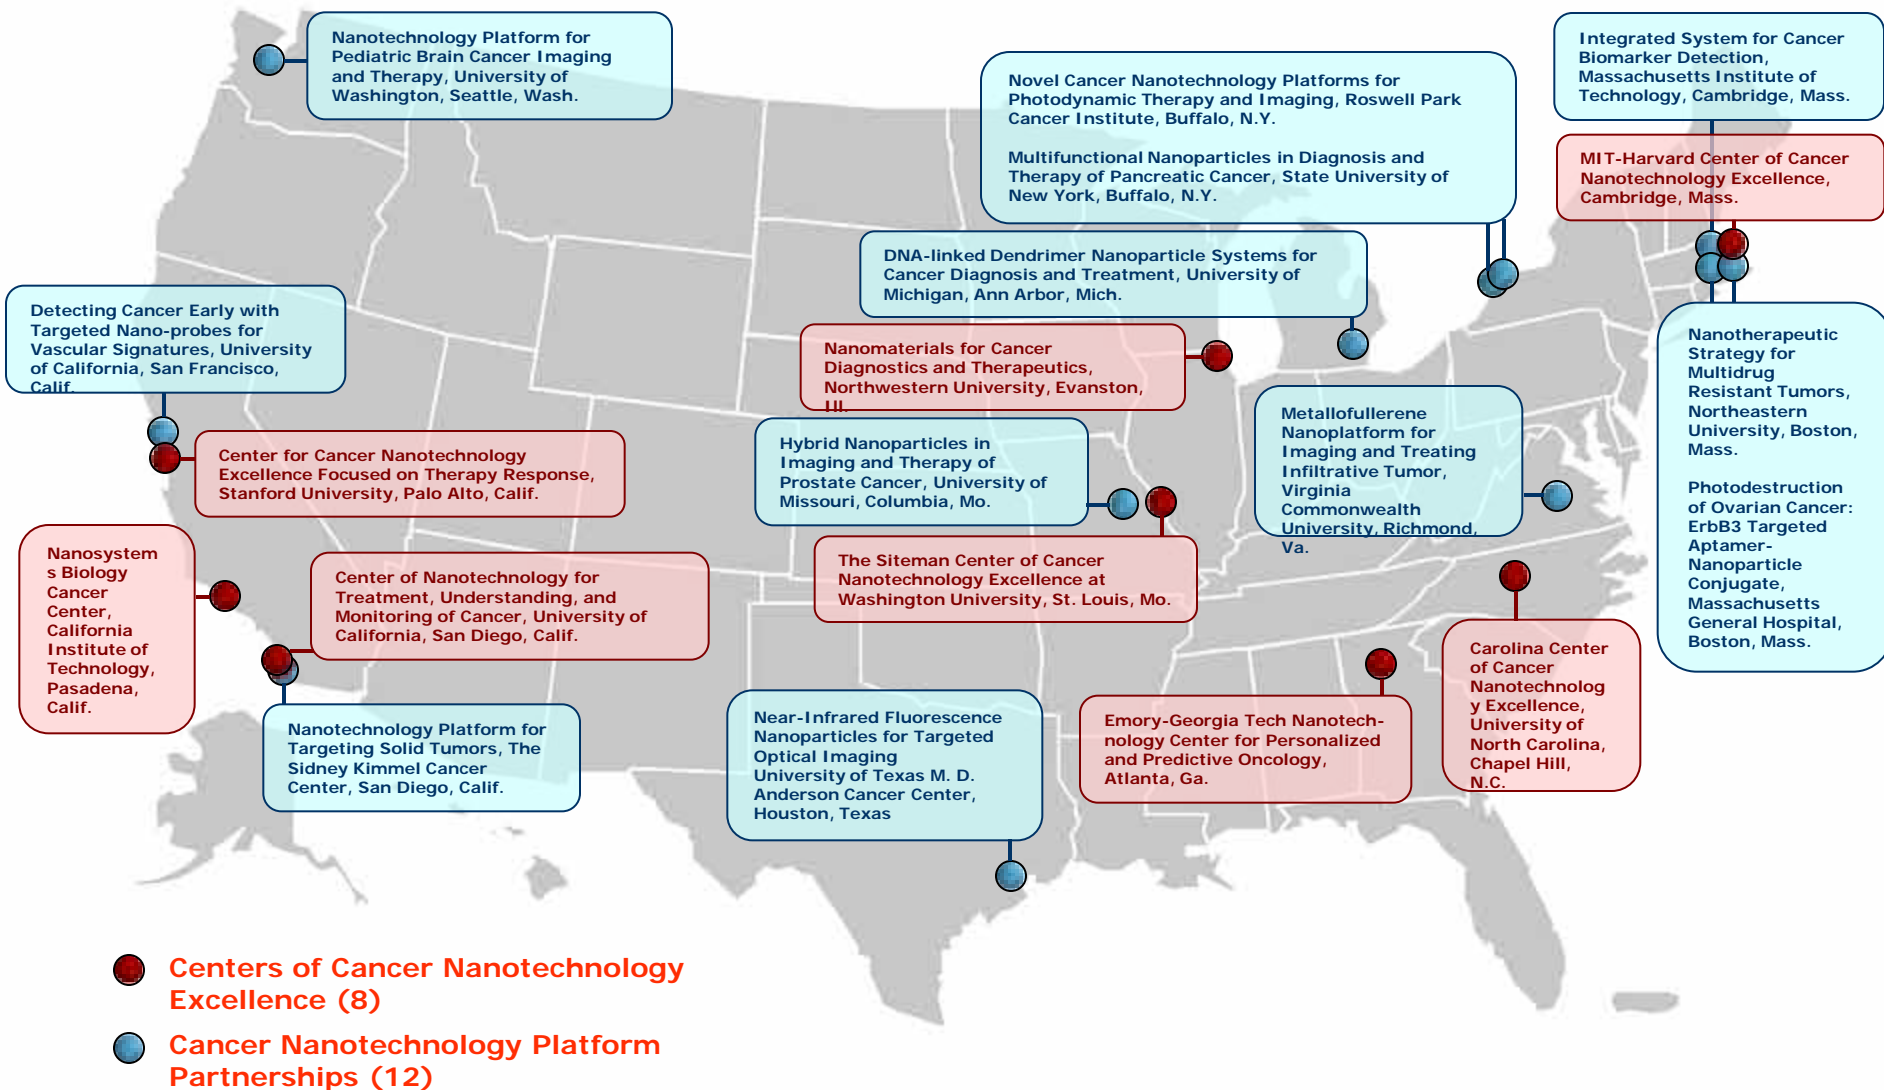 Nanotechnology Platform for
Pediatric Brain Cancer Imaging
and Therapy, University of
Washington, Seattle, Wash.
Novel Cancer Nanotechnology Platforms for
Photodynamic Therapy and Imaging, Roswell Park
Cancer Institute, Buffalo, N.Y.
Multifunctional Nanoparticles in Diagnosis and
Therapy of Pancreatic Cancer, State University of
New York, Buffalo, N.Y.
Integrated System for Cancer
Biomarker Detection,
Massachusetts Institute of
Technology, Cambridge, Mass.
MIT-Harvard Center of Cancer
Nanotechnology Excellence,
Cambridge, Mass.
DNA-linked Dendrimer Nanoparticle Systems for
Cancer Diagnosis and Treatment, University of
Michigan, Ann Arbor, Mich.
Detecting Cancer Early with
Targeted Nano-probes for
Vascular Signatures, University
of California, San Francisco,
Calif.
Nanomaterials for Cancer
Diagnostics and Therapeutics,
Northwestern University, Evanston,
Ill.
Nanotherapeutic
Strategy for
Multidrug
Resistant Tumors,
Northeastern
University, Boston,
Mass.
Photodestruction
of Ovarian Cancer:
ErbB3 Targeted
Aptamer-
Nanoparticle
Conjugate,
Massachusetts
General Hospital,
Boston, Mass.
Metallofullerene
Nanoplatform for
Imaging and Treating
Infiltrative Tumor,
Virginia
Commonwealth
University, Richmond,
Va.
Hybrid Nanoparticles in
Imaging and Therapy of
Prostate Cancer, University of
Missouri, Columbia, Mo.
Center for Cancer Nanotechnology
Excellence Focused on Therapy Response,
Stanford University, Palo Alto, Calif.
Nanosystem
s Biology
Cancer
Center,
California
Institute of
Technology,
Pasadena,
Calif.
Center of Nanotechnology for
Treatment, Understanding, and
Monitoring of Cancer, University of
California, San Diego, Calif.
The Siteman Center of Cancer
Nanotechnology Excellence at
Washington University, St. Louis, Mo.
Carolina Center
of Cancer
Nanotechnolog
y Excellence,
University of
North Carolina,
Chapel Hill,
N.C.
Nanotechnology Platform for
Targeting Solid Tumors, The
Sidney Kimmel Cancer
Center, San Diego, Calif.
Near-Infrared Fluorescence
Nanoparticles for Targeted
Optical Imaging
University of Texas M. D.
Anderson Cancer Center,
Houston, Texas
Emory-Georgia Tech Nanotech-
nology Center for Personalized
and Predictive Oncology,
Atlanta, Ga.
Centers of Cancer Nanotechnology
Excellence (8)
Cancer Nanotechnology Platform
Partnerships (12)